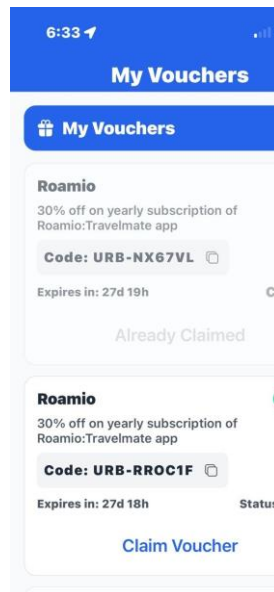 6:33
My Vouchers
My Vouchers
Roamio
30% off on yearly subscription of
Roamio:Travelmate app
Code: URB-NX67VL
Expires in: 27d 19h
Already Claimed
Roamio
30% off on yearly subscription of
Roamio:Travelmate app
Code: URB-RROC1F
Expires in: 27d 18h Status
Claim Voucher